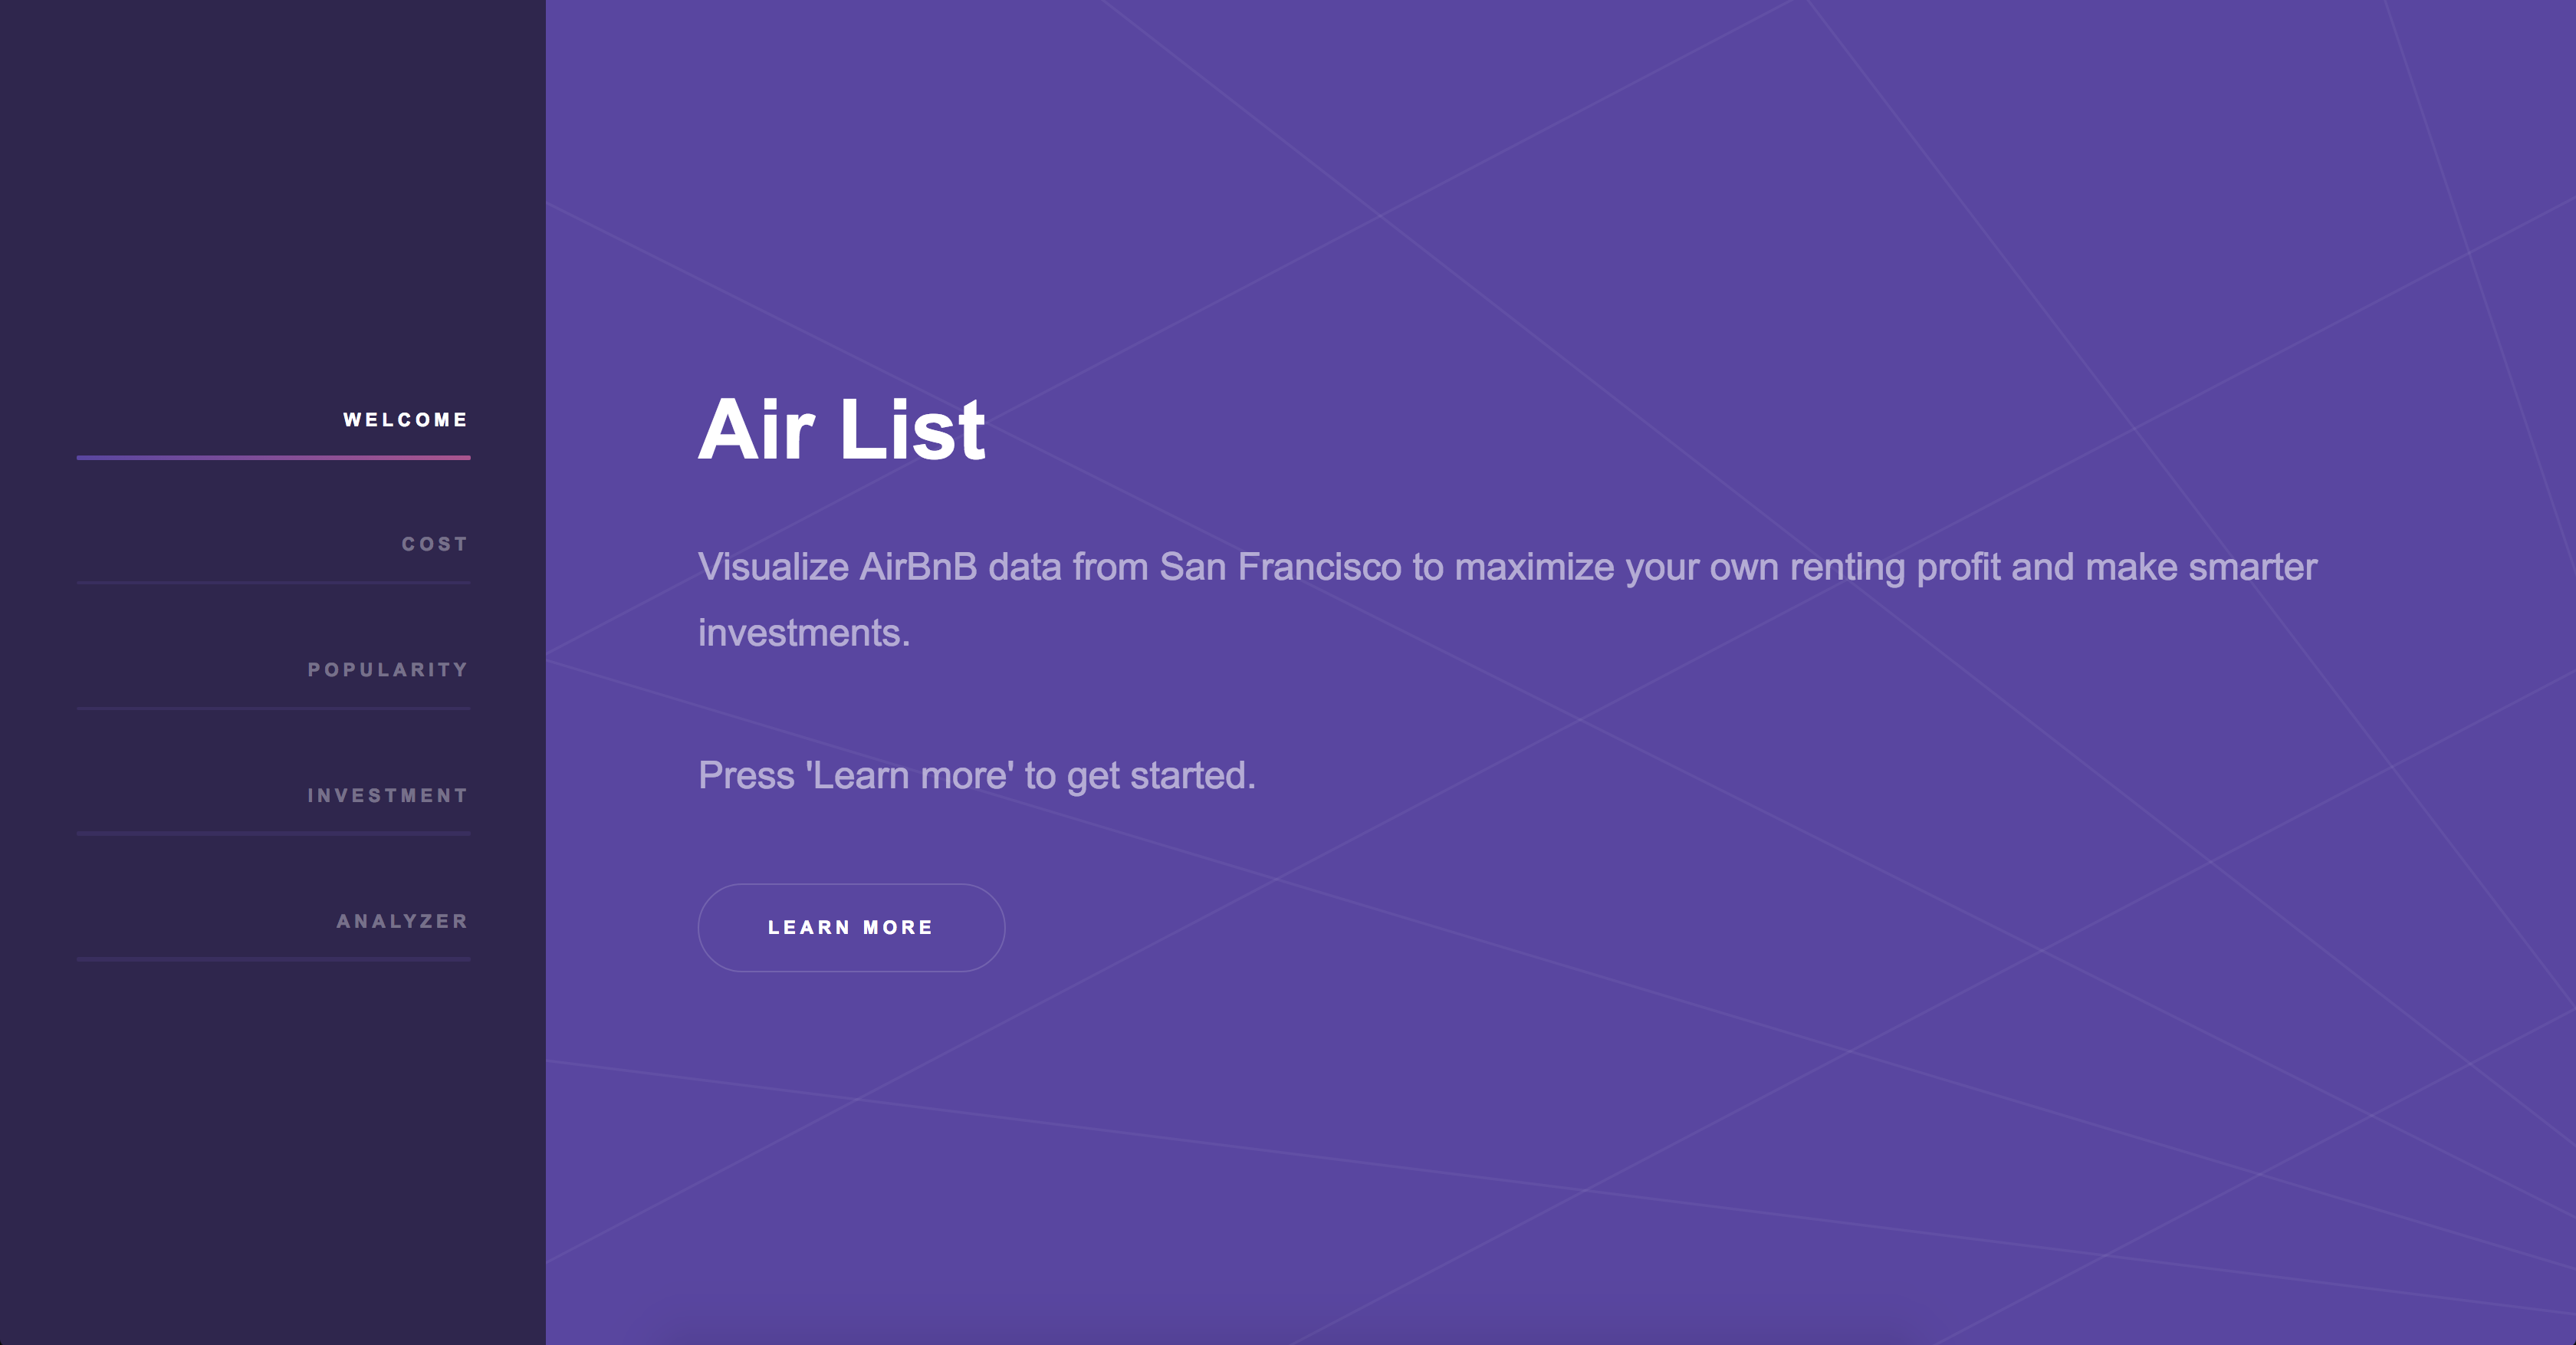 WELCOME
COST
POPULARITY
INVESTMENT
ANALYZER
Air List
Visualize AirBnB data from San Francisco to maximize your own renting profit and make smarter
investments.
Press 'Learn more' to get started.
LEARN MORE